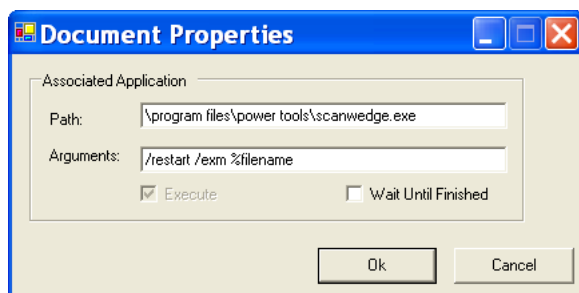 Document Properties
Associated Application
Path: \program files\power tools\scanwedge.exe
Arguments: /restart /exm %filename
Execute Wait Until Finished
Ok Cancel